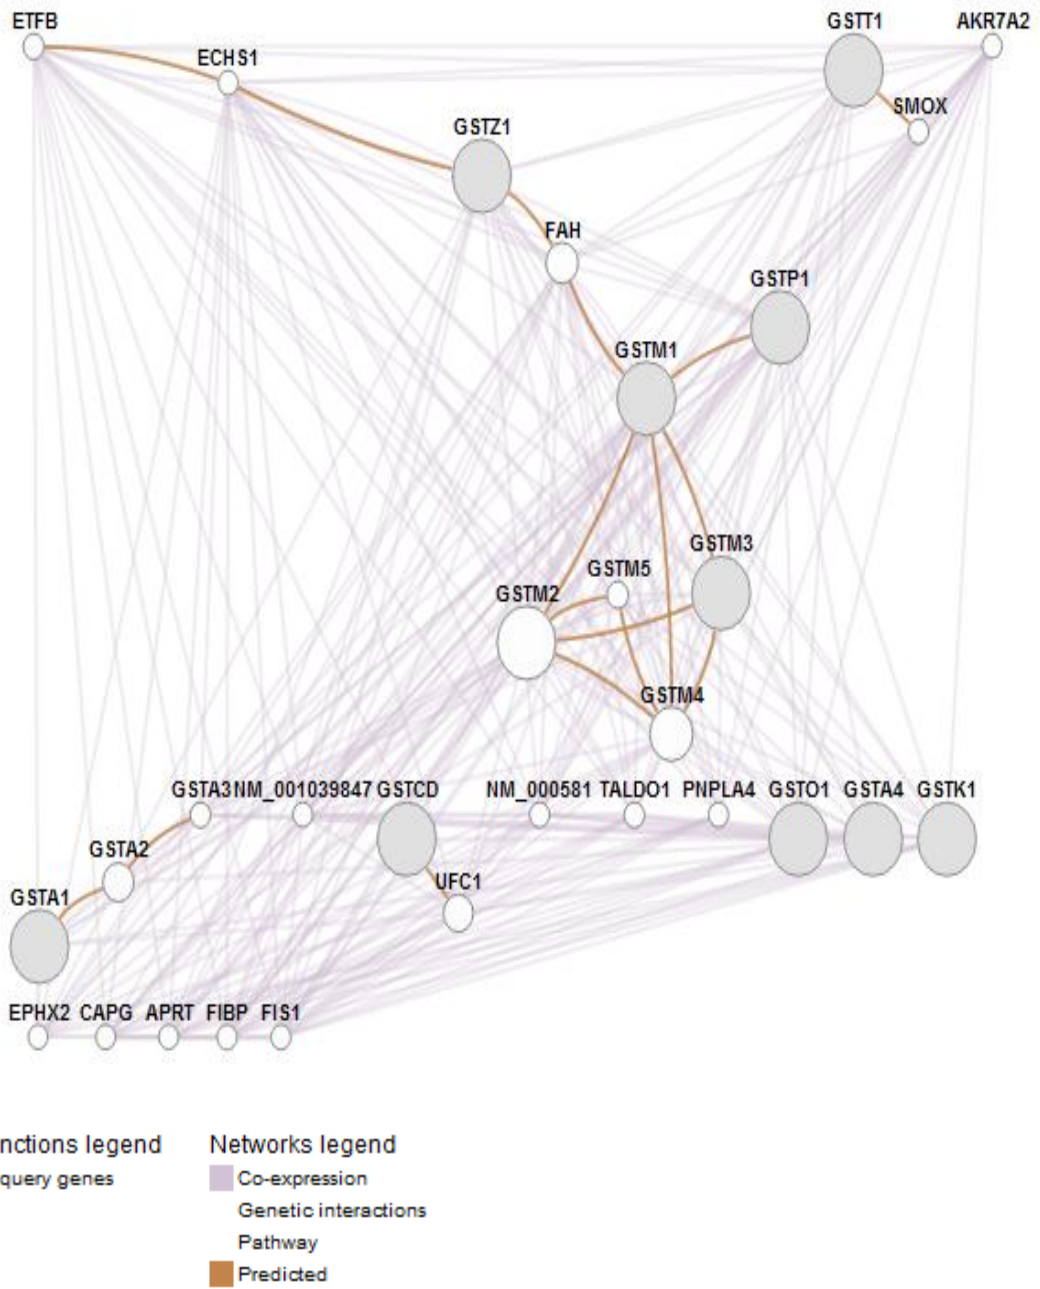 ETFB
GSTT1
AKR7A2
ECHS1
SMOX
GSTZ1
FAH
GSTP1
GSTM1
GSTM3
GSTM5
GSTM2
GSTM4
GSTA3 NM_001039847 GSTCD NM_000581 TALDO1 PNPLA4 GSTO1 GSTA4 GSTK1
GSTA2
UFC1
GSTA1
EPHX2 CAPG APRT FIBP FIS1
nctions legend
query genes
Networks legend
Co-expression
Genetic interactions
Pathway
Predicted